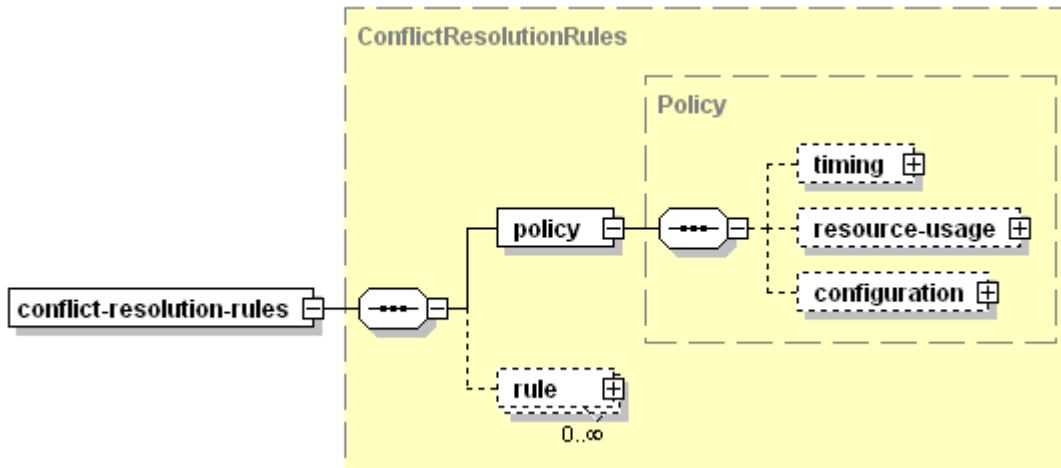 ConflictResolutionRules
Policy
timing
resource-usage
policy
configuration
conflict-resolution-rules
rule
0..∞